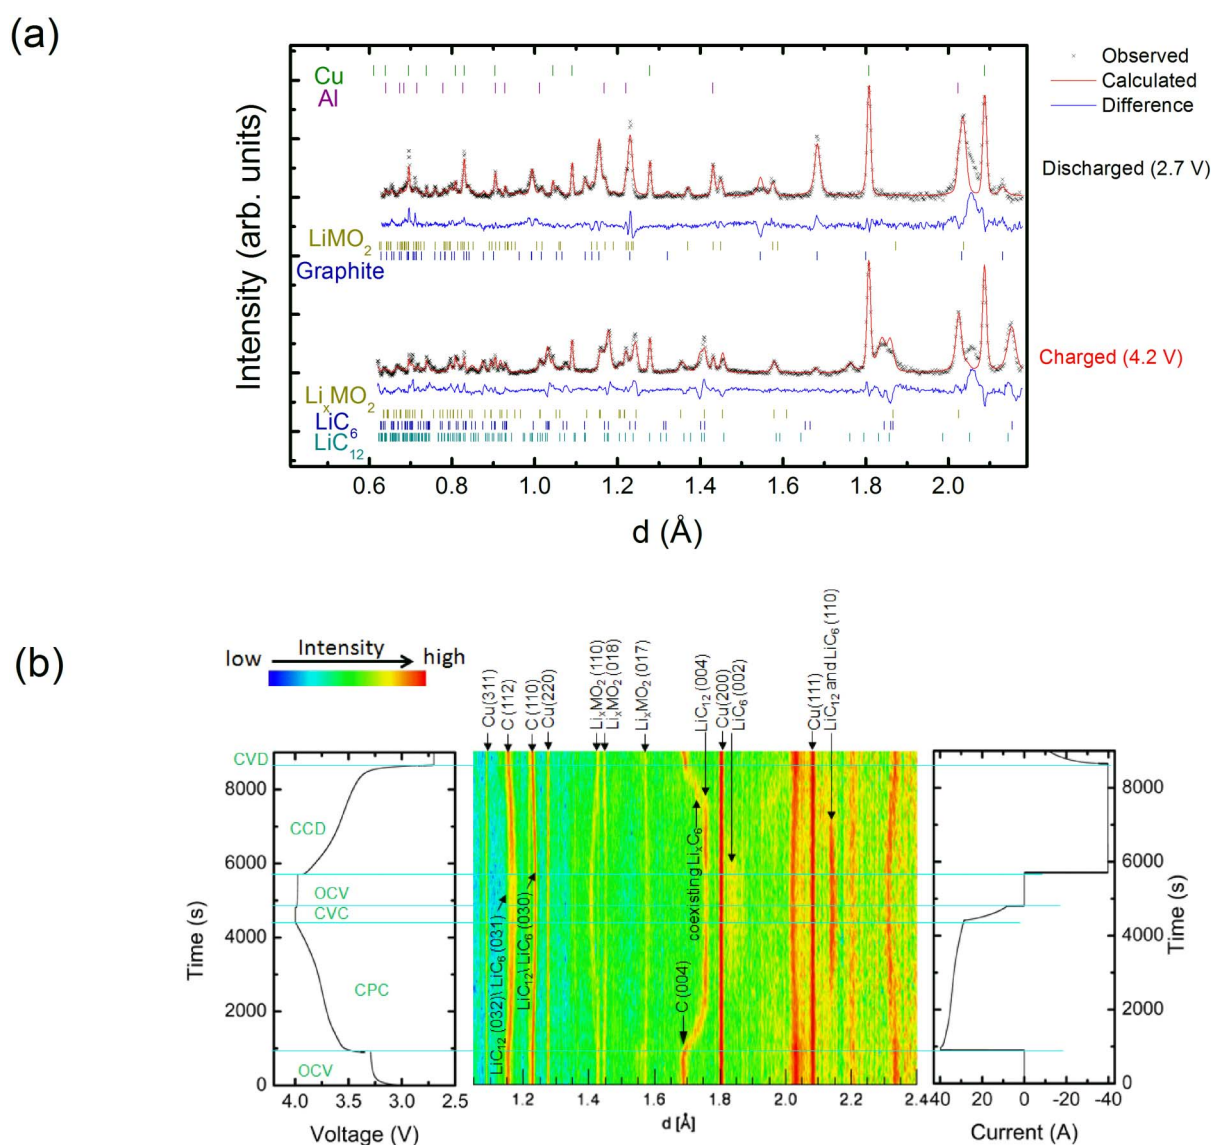 (a)
Cu
Al
LiMO₂
Graphite
LiₓMO₂
LiC₆
LiC₁₂
Intensity (arb. units)
0.6 0.8 1.0 1.2 1.4 1.6 1.8 2.0
d (Å)
Observed
Calculated
Difference
Discharged (2.7 V)
Charged (4.2 V)
(b)
Intensity
low high
Cu(311)
C (112)
C (110)
Cu(220)
LiₓMO₂ (110)
LiₓMO₂ (018)
LiₓMO₂ (017)
LiC₁₂ (004)
Cu(200)
LiC₆ (002)
Cu(111)
LiC₁₂ and LiC₆ (110)
LiC₁₂ (032)\ LiC₆ (031)
LiC₁₂\ LiC₆ (030)
C (004)
coexisting LiₓC₆
CVD
CCD
OCV
CVC
CPC
OCV
Time (s)
8000
6000
4000
2000
0
4.0 3.5 3.0 2.5
Voltage (V)
1.2 1.4 1.6 1.8 2 2.2 2.4
d [Å]
8000
6000
4000
2000
0
Time (s)
40 20 0 -20 -40
Current (A)